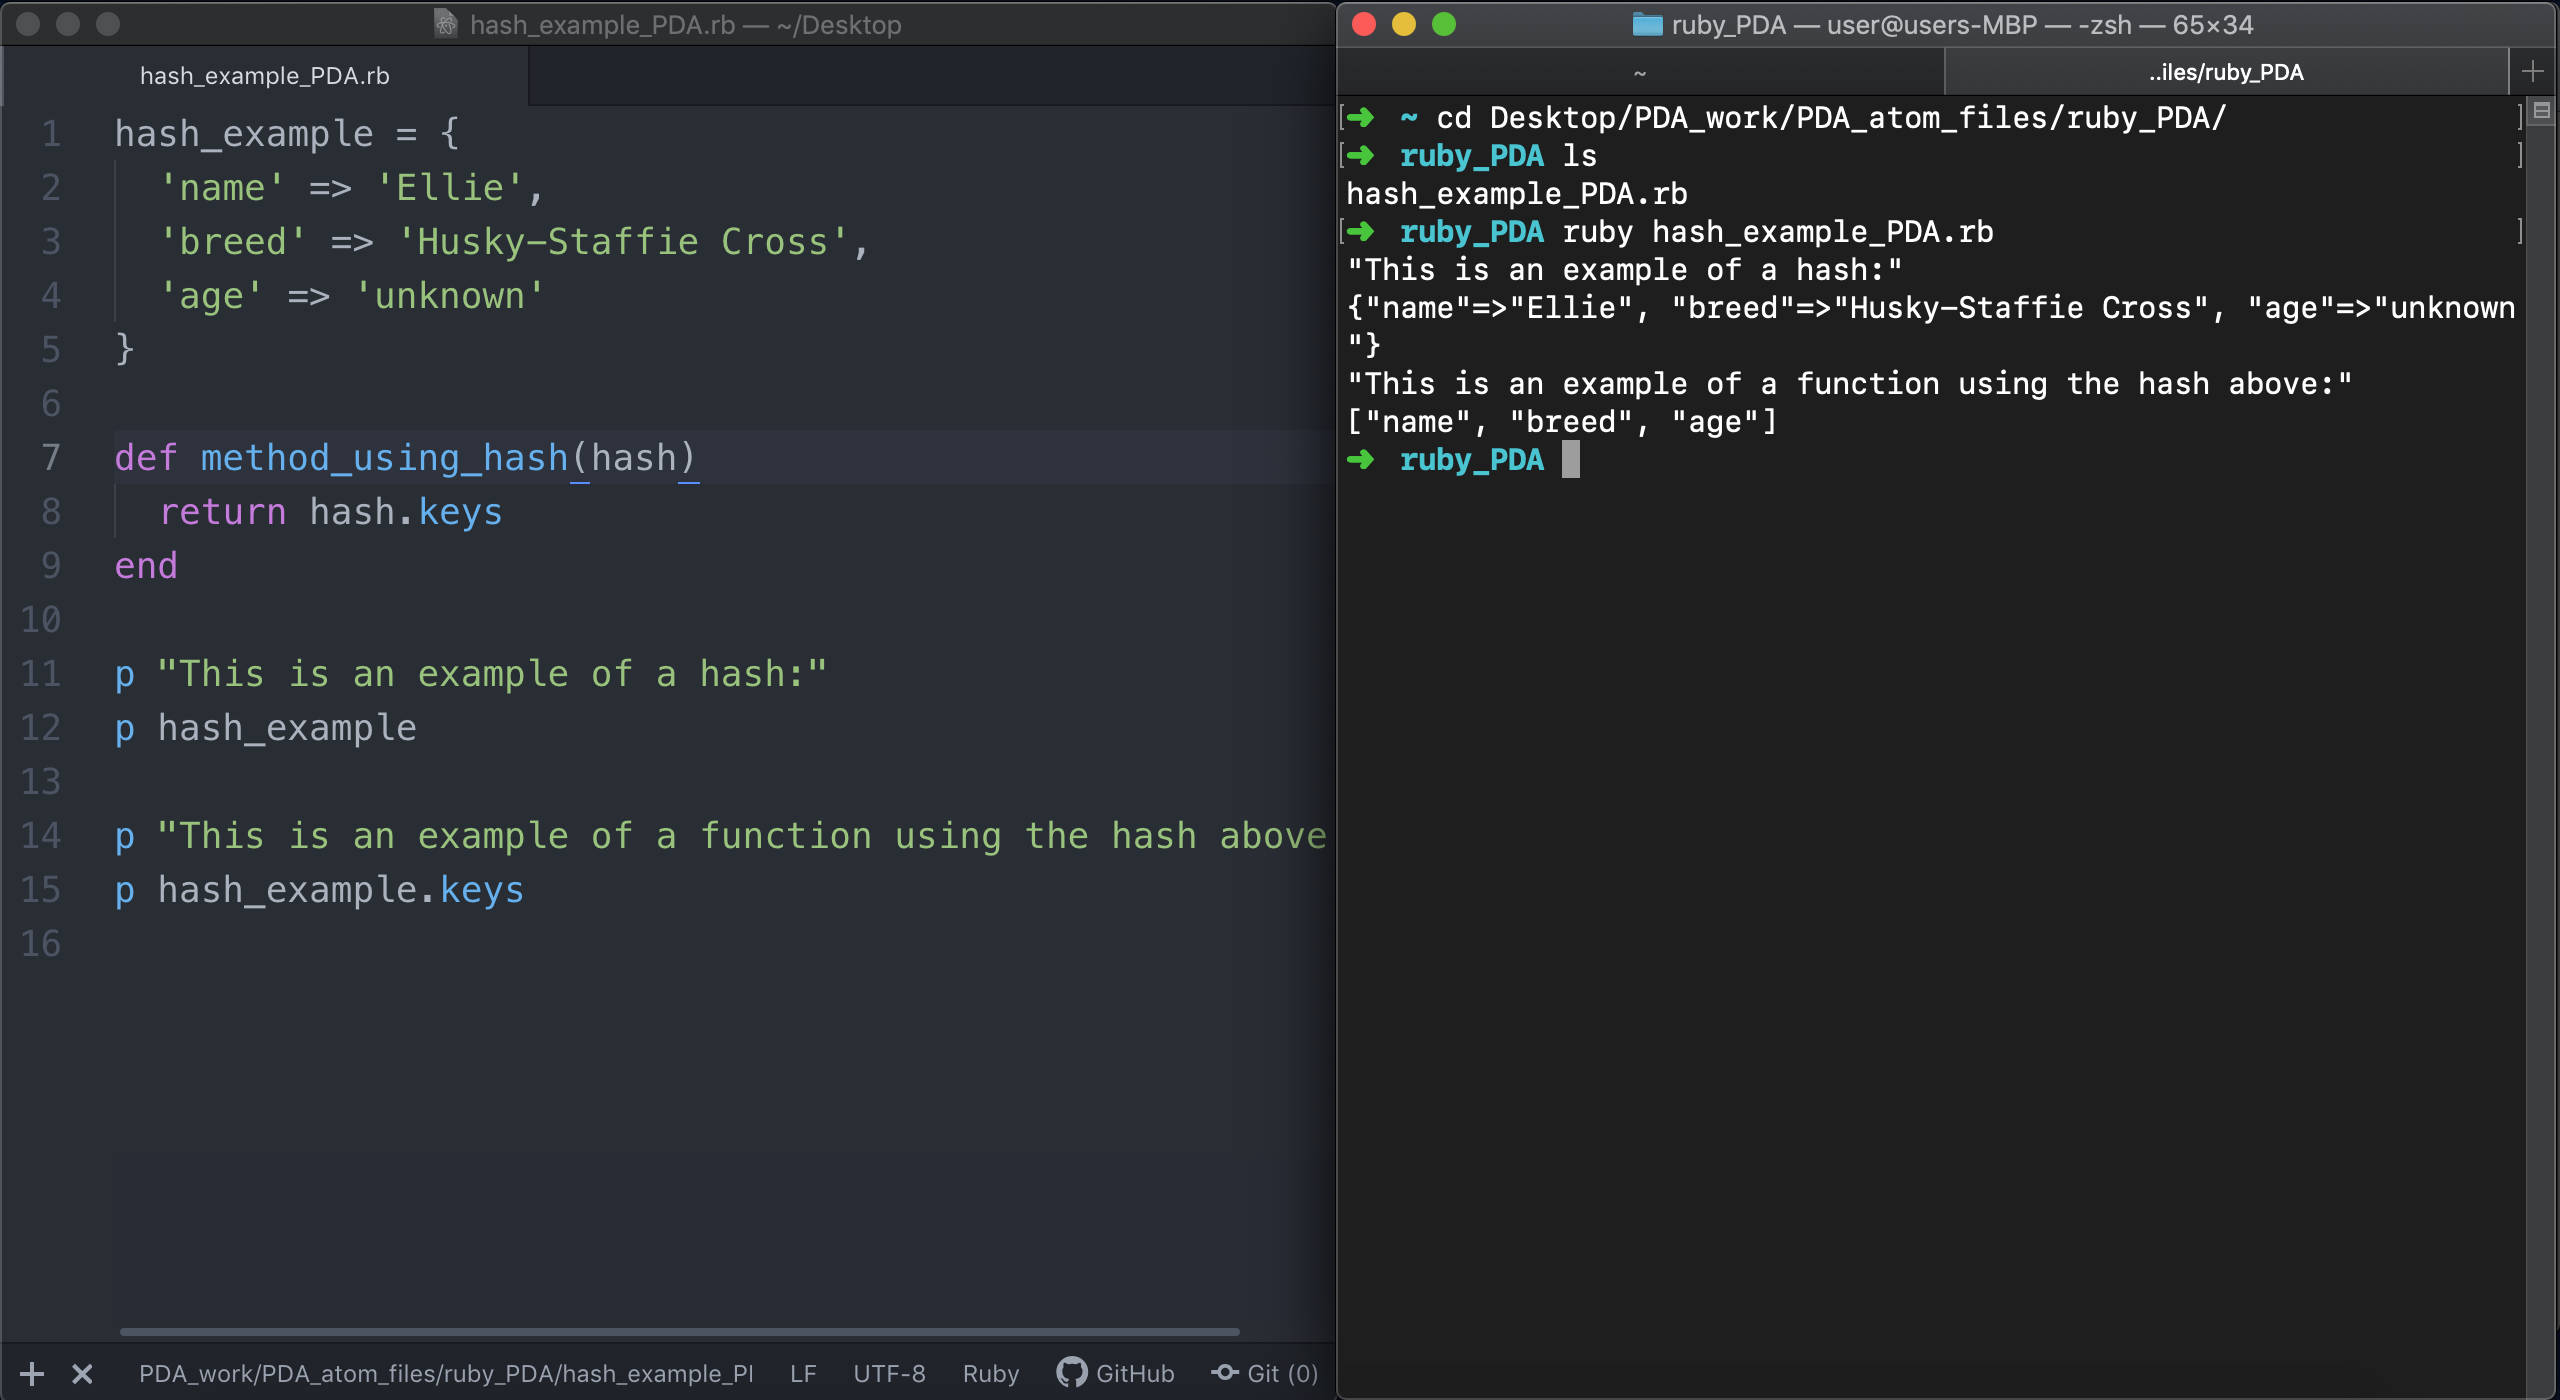 hash_example_PDA.rb — ~/Desktop
hash_example_PDA.rb
1 hash_example = {
2 'name' => 'Ellie',
3 'breed' => 'Husky-Staffie Cross',
4 'age' => 'unknown'
5 }
6
7 def method_using_hash(hash)
8 return hash.keys
9 end
10
11 p "This is an example of a hash:"
12 p hash_example
13
14 p "This is an example of a function using the hash above
15 p hash_example.keys
16
PDA_work/PDA_atom_files/ruby_PDA/hash_example_PI LF UTF-8 Ruby GitHub Git (0)
ruby_PDA — user@users-MBP — -zsh — 65×34
~ ..iles/ruby_PDA
[➜ ~ cd Desktop/PDA_work/PDA_atom_files/ruby_PDA/ ]
[➜ ruby_PDA ls ]
hash_example_PDA.rb
[➜ ruby_PDA ruby hash_example_PDA.rb ]
"This is an example of a hash:"
{"name"=>"Ellie", "breed"=>"Husky-Staffie Cross", "age"=>"unknown
"}
"This is an example of a function using the hash above:"
["name", "breed", "age"]
➜ ruby_PDA